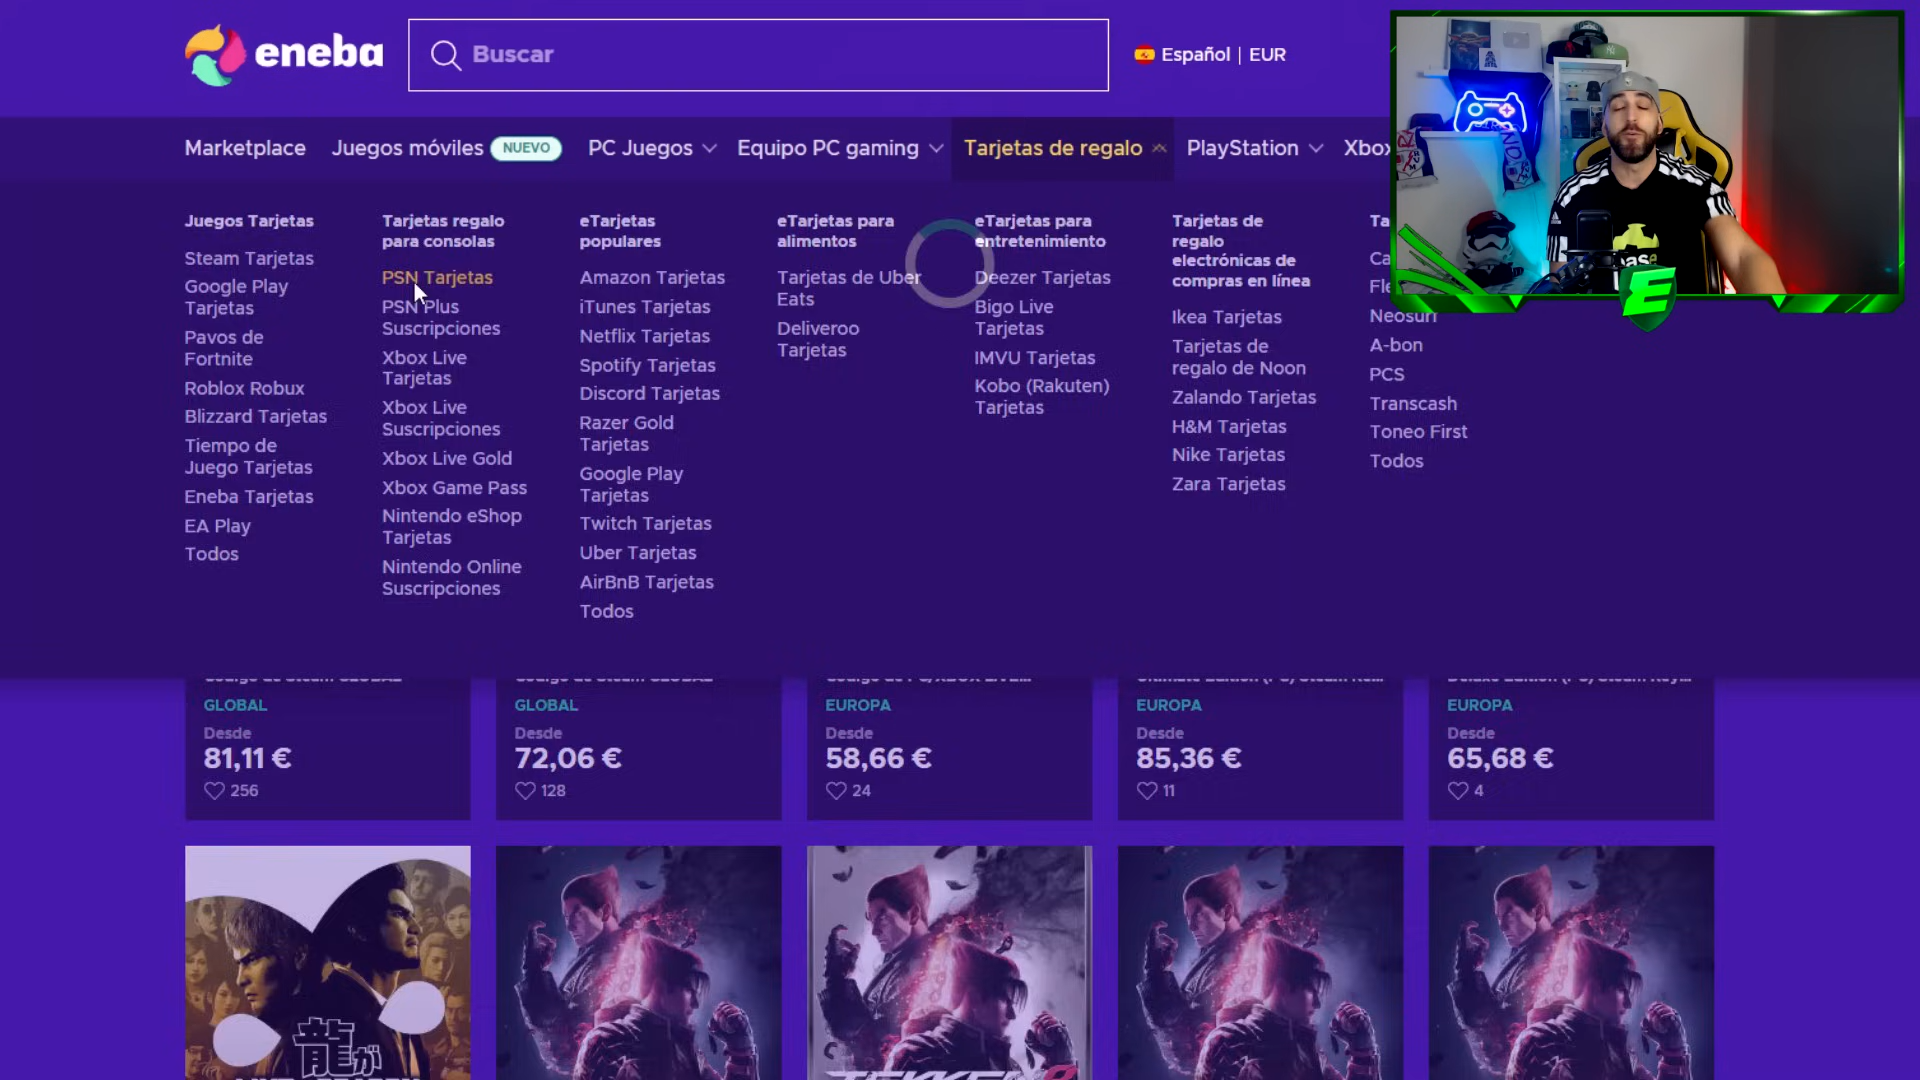 eneba
Buscar
Español | EUR
Marketplace
Juegos móviles
NUEVO
PC Juegos
Equipo PC gaming
Tarjetas de regalo
PlayStation
Xbox
Juegos Tarjetas
Steam Tarjetas
Google Play
Tarjetas
Pavos de
Fortnite
Roblox Robux
Blizzard Tarjetas
Tiempo de
Juego Tarjetas
Eneba Tarjetas
EA Play
Todos
Tarjetas regalo
para consolas
PSN Tarjetas
PSN Plus
Suscripciones
Xbox Live
Tarjetas
Xbox Live
Suscripciones
Xbox Live Gold
Xbox Game Pass
Nintendo eShop
Tarjetas
Nintendo Online
Suscripciones
eTarjetas
populares
Amazon Tarjetas
iTunes Tarjetas
Netflix Tarjetas
Spotify Tarjetas
Discord Tarjetas
Razer Gold
Tarjetas
Google Play
Tarjetas
Twitch Tarjetas
Uber Tarjetas
AirBnB Tarjetas
Todos
eTarjetas para
alimentos
Tarjetas de Uber
Eats
Deliveroo
Tarjetas
eTarjetas para
entretenimiento
Deezer Tarjetas
Bigo Live
Tarjetas
IMVU Tarjetas
Kobo (Rakuten)
Tarjetas
Tarjetas de
regalo
electrónicas de
compras en línea
Ikea Tarjetas
Tarjetas de
regalo de Noon
Zalando Tarjetas
H&M Tarjetas
Nike Tarjetas
Zara Tarjetas
Ta
Ca
Fle
Neosurf
A-bon
PCS
Transcash
Toneo First
Todos
GLOBAL
Desde
81,11 €
256
GLOBAL
Desde
72,06 €
128
EUROPA
Desde
58,66 €
24
EUROPA
Desde
85,36 €
11
EUROPA
Desde
65,68 €
4
龍が
TEKKEN 8
E